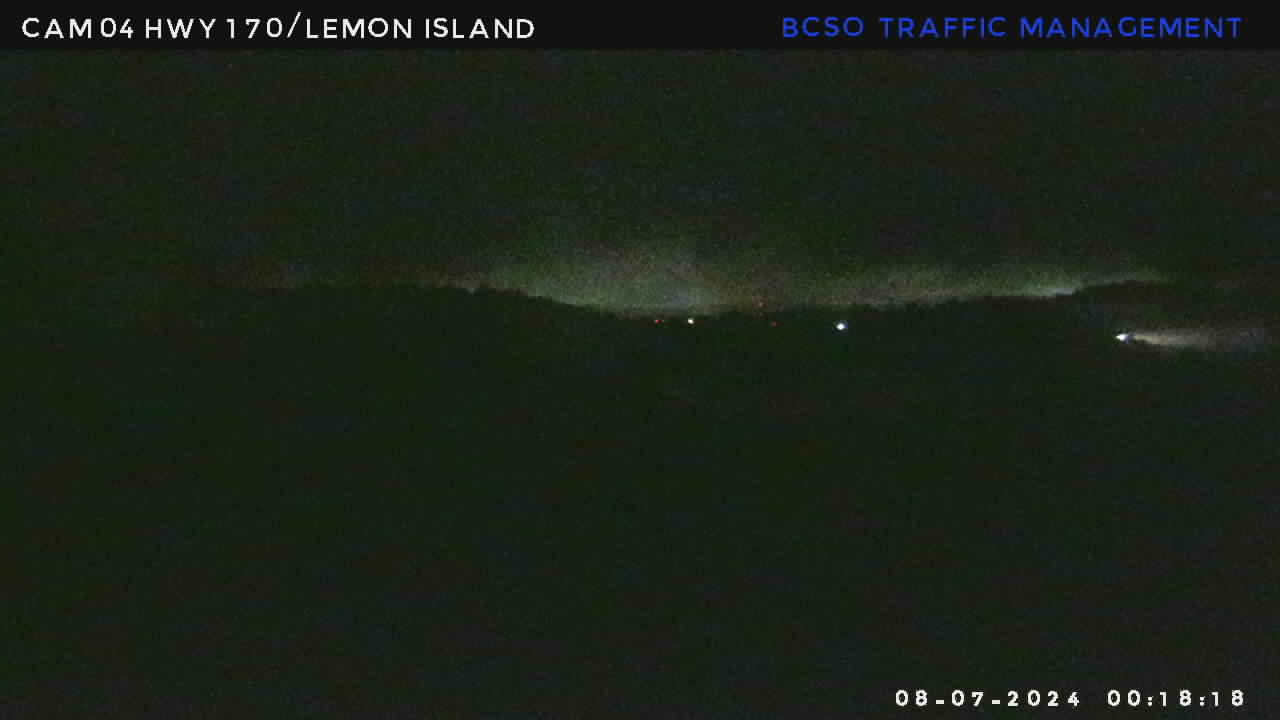 CAM 04 HWY 170/LEMON ISLAND
BCSO TRAFFIC MANAGEMENT
08-07-2024 00:18:18